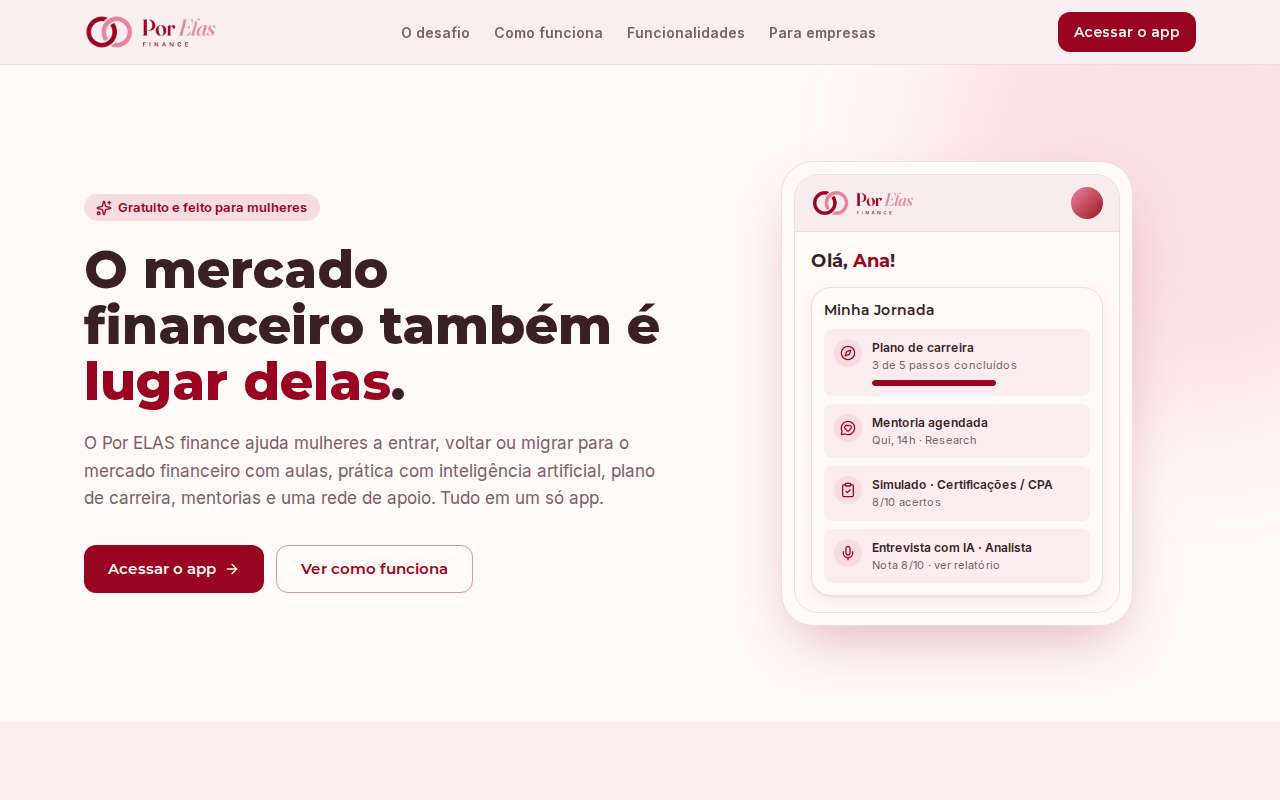 Por Elas
FINANCE
O desafio
Como funciona
Funcionalidades
Para empresas
Acessar o app
Gratuito e feito para mulheres
O mercado
financeiro também é
lugar delas.
O Por ELAS finance ajuda mulheres a entrar, voltar ou migrar para o
mercado financeiro com aulas, prática com inteligência artificial, plano
de carreira, mentorias e uma rede de apoio. Tudo em um só app.
Acessar o app
Ver como funciona
Por Elas
FINANCE
Olá, Ana!
Minha Jornada
Plano de carreira
3 de 5 passos concluídos
Mentoria agendada
Qui, 14h · Research
Simulado · Certificações / CPA
8/10 acertos
Entrevista com IA · Analista
Nota 8/10 · ver relatório